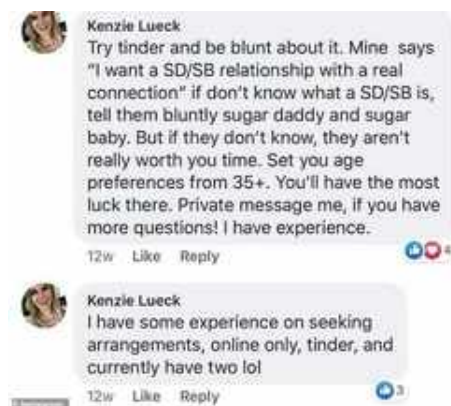 Kenzie Lueck
Try tinder and be blunt about it. Mine says
"I want a SD/SB relationship with a real
connection" if don't know what a SD/SB is,
tell them bluntly sugar daddy and sugar
baby. But if they don't know, they aren't
really worth you time. Set you age
preferences from 35+. You'll have the most
luck there. Private message me, if you have
more questions! I have experience.
12w Like Reply 4
Kenzie Lueck
I have some experience on seeking
arrangements, online only, tinder, and
currently have two lol
12w Like Reply 3